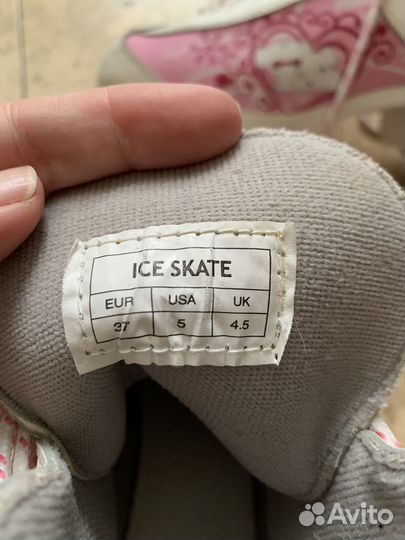 ICE SKATE
EUR USA UK
37 5 4.5
Avito